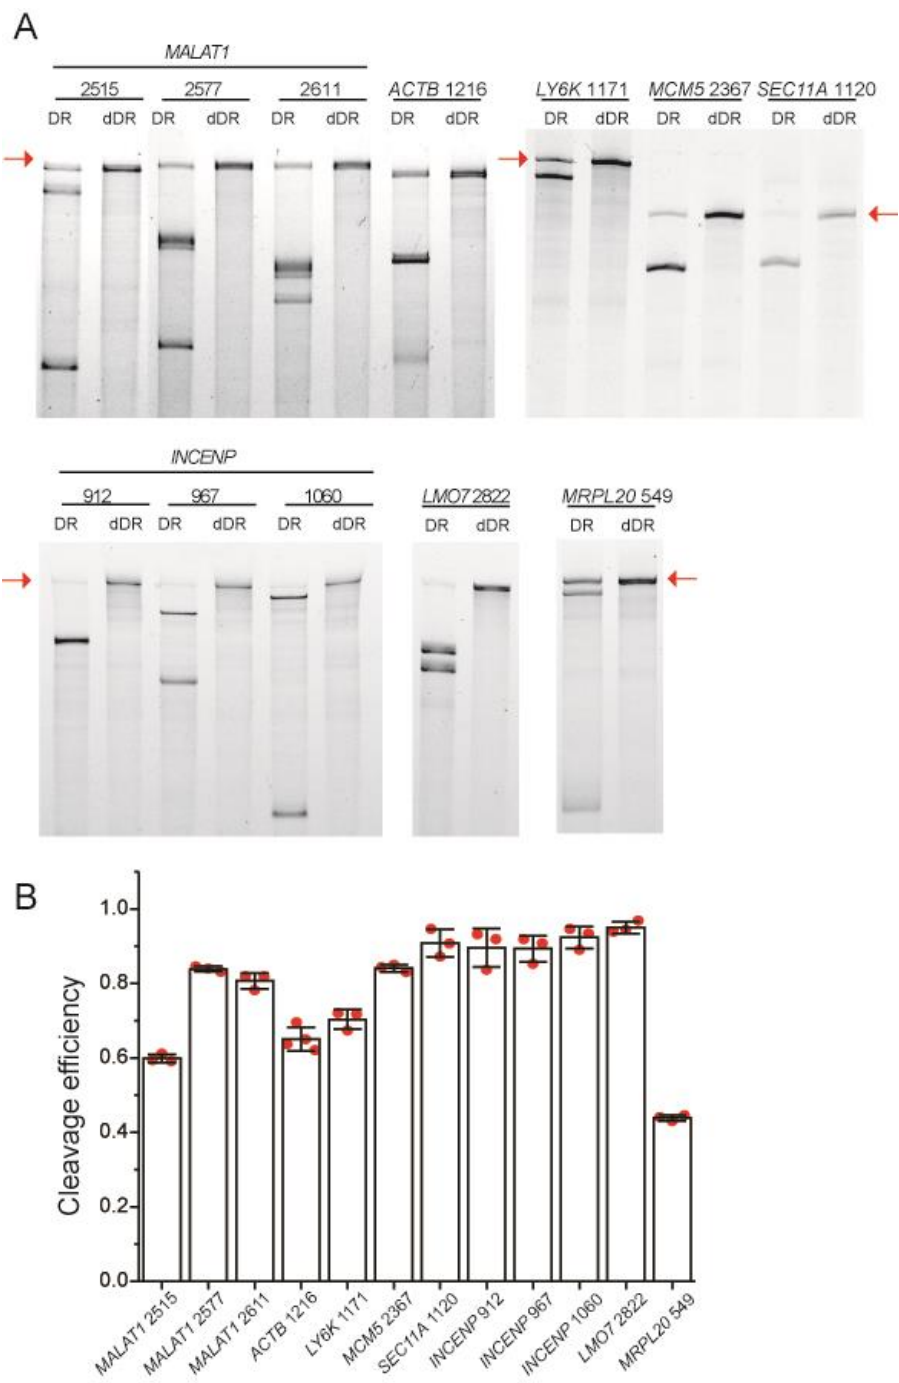 A
MALAT1
2515 2577 2611 ACTB 1216 LY6K 1171 MCM5 2367 SEC11A 1120
DR dDR DR dDR DR dDR DR dDR DR dDR DR dDR DR dDR
INCENP
912 967 1060 LMO7 2822 MRPL20 549
DR dDR DR dDR DR dDR DR dDR DR dDR
B
Cleavage efficiency
1.0
0.8
0.6
0.4
0.2
0.0
MALAT1 2515
MALAT1 2577
MALAT1 2611
ACTB 1216
LY6K 1171
MCM5 2367
SEC11A 1120
INCENP 912
INCENP 967
INCENP 1060
LMO7 2822
MRPL20 549